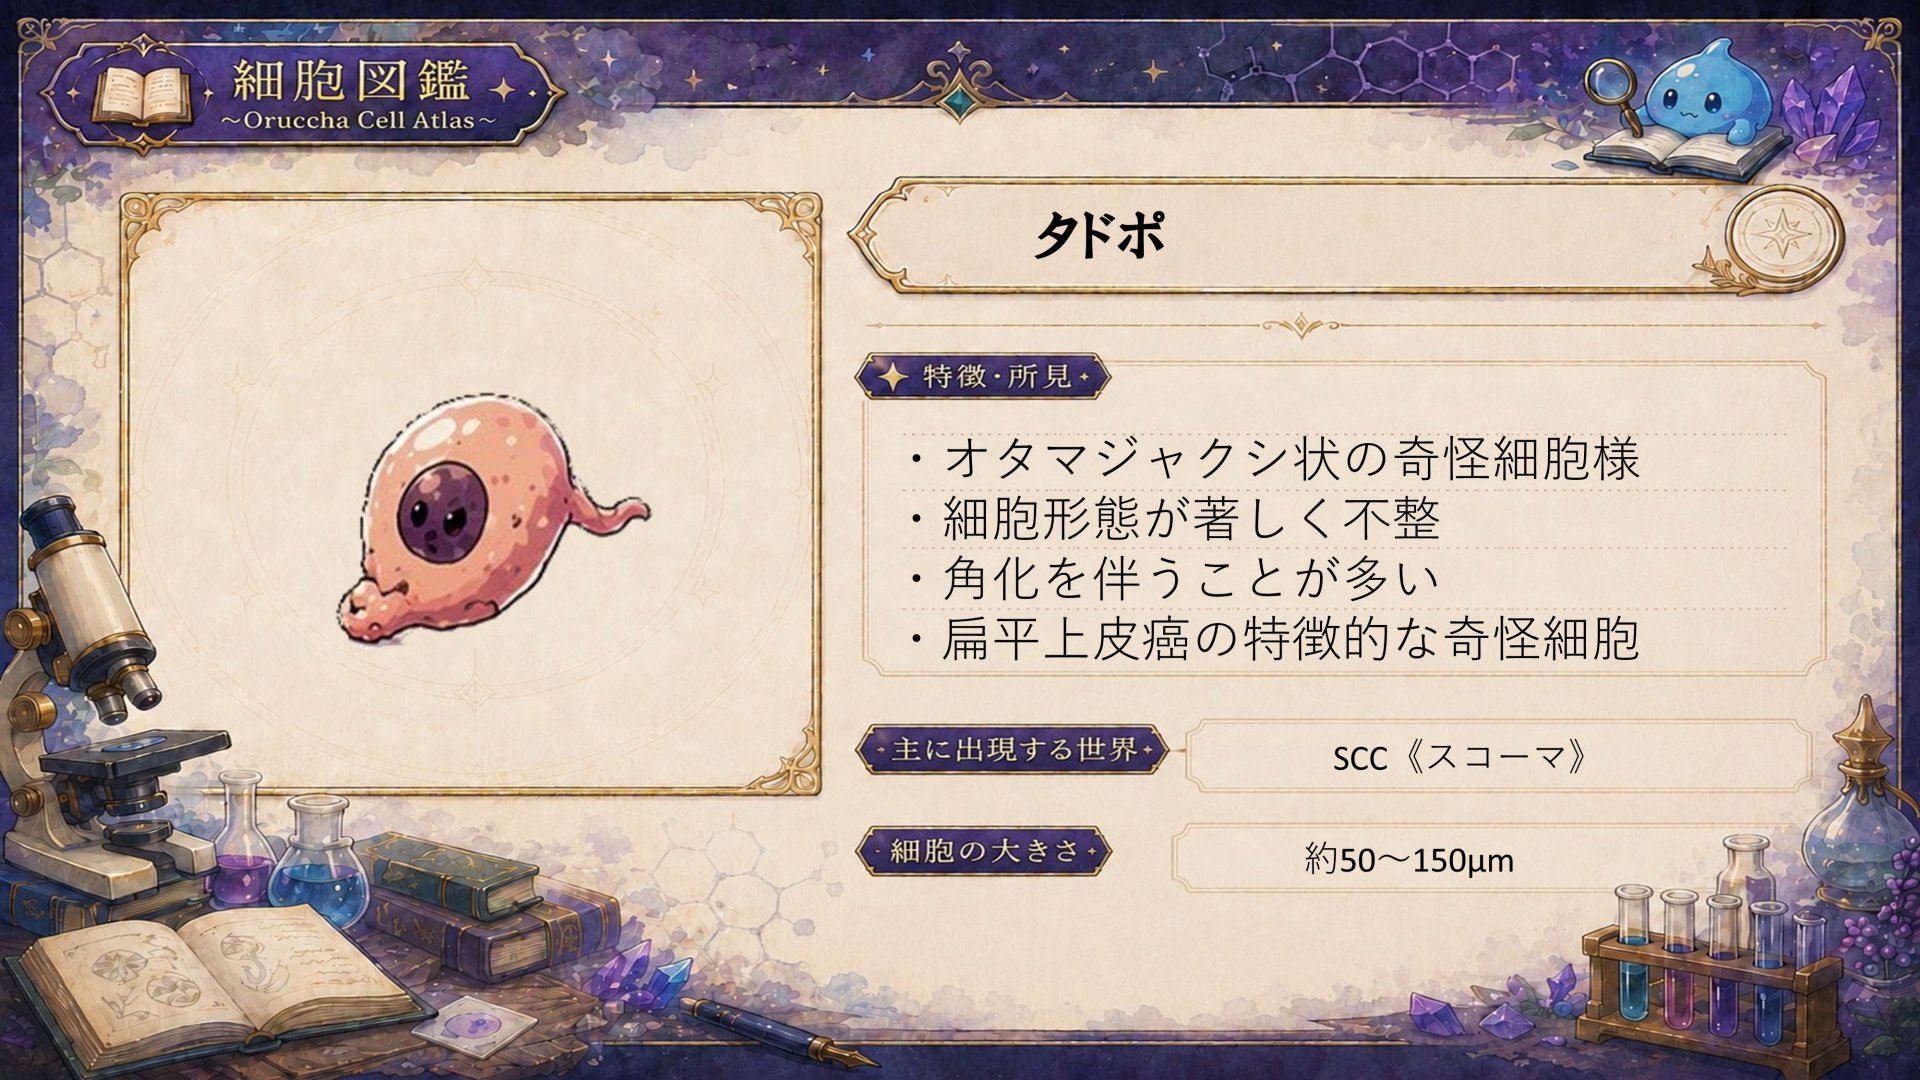 細胞図鑑
~Oruccha Cell Atlas~
タドポ
特徴・所見
・オタマジャクシ状の奇怪細胞様
・細胞形態が著しく不整
・角化を伴うことが多い
・扁平上皮癌の特徴的な奇怪細胞
主に出現する世界
SCC《スコーマ》
細胞の大きさ
約50～150μm